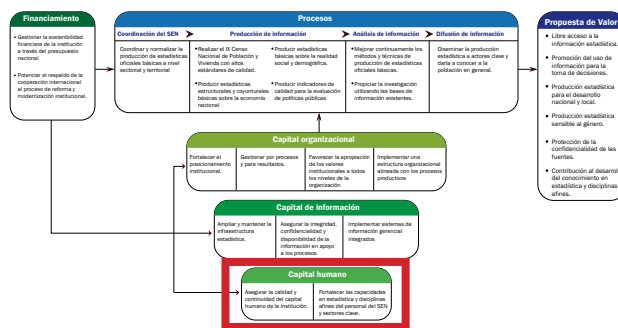 Financiamiento
• Gestionar la sostenibilidad
financiera de la institución
a través del presupuesto
nacional
• Potenciar el respaldo de la
cooperación internacional
al proceso de reforma y
modernización institucional.
Procesos
Coordinación del SEN
Producción de información
Análisis de información
Difusión de información
Coordinar y normalizar la
producción de estadísticas
oficiales básicas a nivel
sectorial y territorial
•Realizar el IX Censo
Nacional de Población y
Vivienda con altos
estándares de calidad.
•Producir estadísticas
estructurales y coyunturales
básicas sobre la economía
nacional
•Producir estadísticas
básicas sobre la realidad
social y demográfica.
•Producir indicadores de
calidad para la evaluación
de políticas públicas
•Mejorar continuamente los
métodos y técnicas de
producción de estadísticas
oficiales básicas.
•Propiciar la investigación
utilizando las bases de
información existentes.
Diseminar la producción
estadística a actores clave y
darla a conocer a la
población en general.
Propuesta de Valor
• Libre acceso a la
información estadística.
• Promoción del uso de
información para la
toma de decisiones.
• Producción estadística
para el desarrollo
nacional y local.
• Producción estadística
sensible al género.
• Protección de la
confidencialidad de las
fuentes.
• Contribución al desarrol
del conocimiento en
estadística y disciplinas
afines.
Capital organizacional
Fortalecer el
posicionamiento
institucional.
Gestionar por procesos
y para resultados.
Favorecer la apropiación
de los valores
institucionales a todos
los niveles de la
organización
Implementar una
estructura organizacional
alineada con los procesos
productivos
Capital de información
Ampliar y mantener la
infraestructura
estadística.
Asegurar la integridad,
confidencialidad y
disponibilidad de la
información en apoyo
a los procesos.
Implementar sistemas de
información gerencial
integrados
Capital humano
Asegurar la calidad y
continuidad del capital
humano de la institución.
Fortalecer las capacidades
en estadística y disciplinas
afines del personal del SEN
y sectores clase.